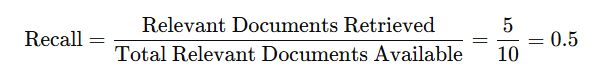 Recall = Relevant Documents Retrieved / Total Relevant Documents Available = 5 / 10 = 0.5